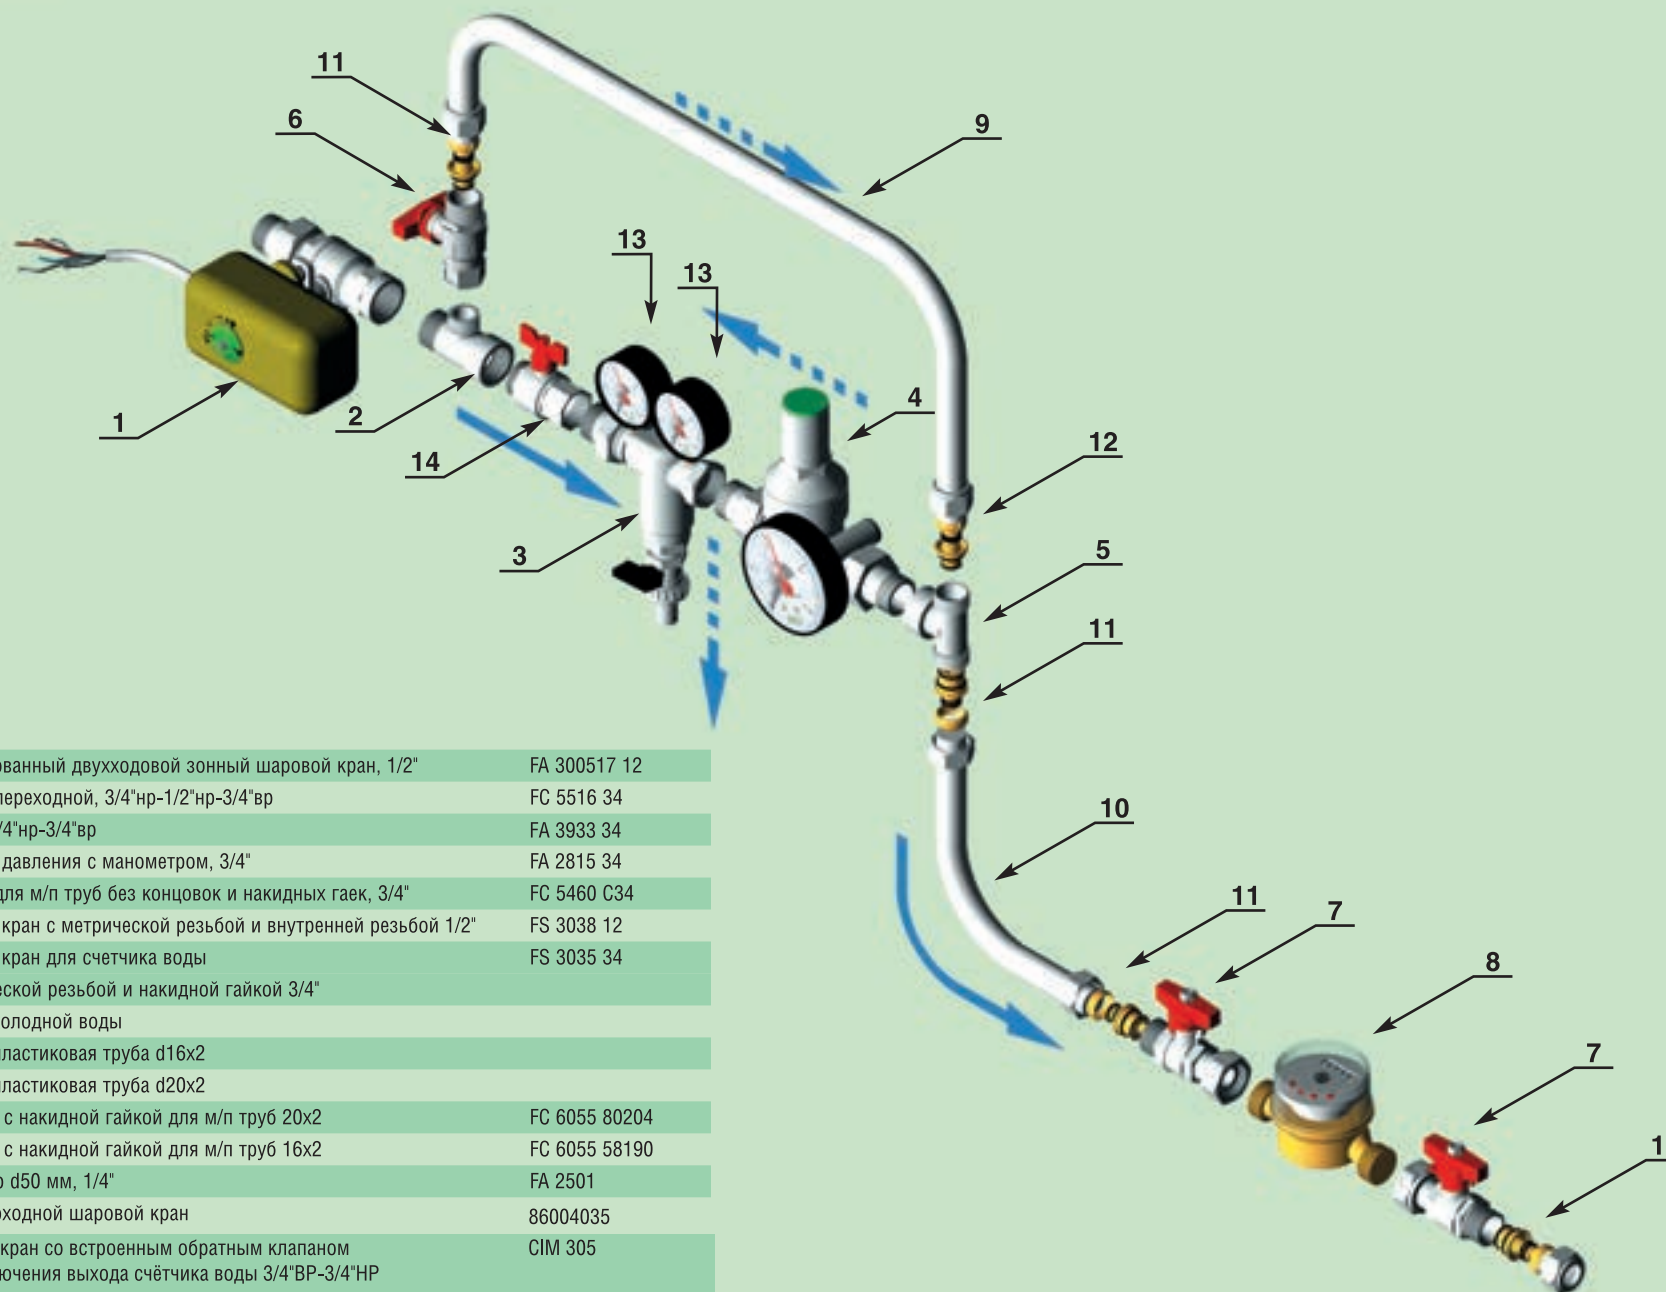 11
6
9
13
13
1
2
14
4
12
3
5
11
10
11
7
8
7
1
ованный двухходовой зонный шаровой кран, 1/2" FA 300517 12
переходной, 3/4"нр-1/2"нр-3/4"вр FC 5516 34
/4"нр-3/4"вр FA 3933 34
давления с манометром, 3/4" FA 2815 34
для м/п труб без концовок и накидных гаек, 3/4" FC 5460 C34
кран с метрической резьбой и внутренней резьбой 1/2" FS 3038 12
кран для счетчика воды FS 3035 34
еской резьбой и накидной гайкой 3/4"
олодной воды
пластиковая труба d16x2
пластиковая труба d20x2
с накидной гайкой для м/п труб 20x2 FC 6055 80204
с накидной гайкой для м/п труб 16x2 FC 6055 58190
р d50 мм, 1/4" FA 2501
оходной шаровой кран 86004035
кран со встроенным обратным клапаном CIM 305
ючения выхода счётчика воды 3/4"ВР-3/4"НР